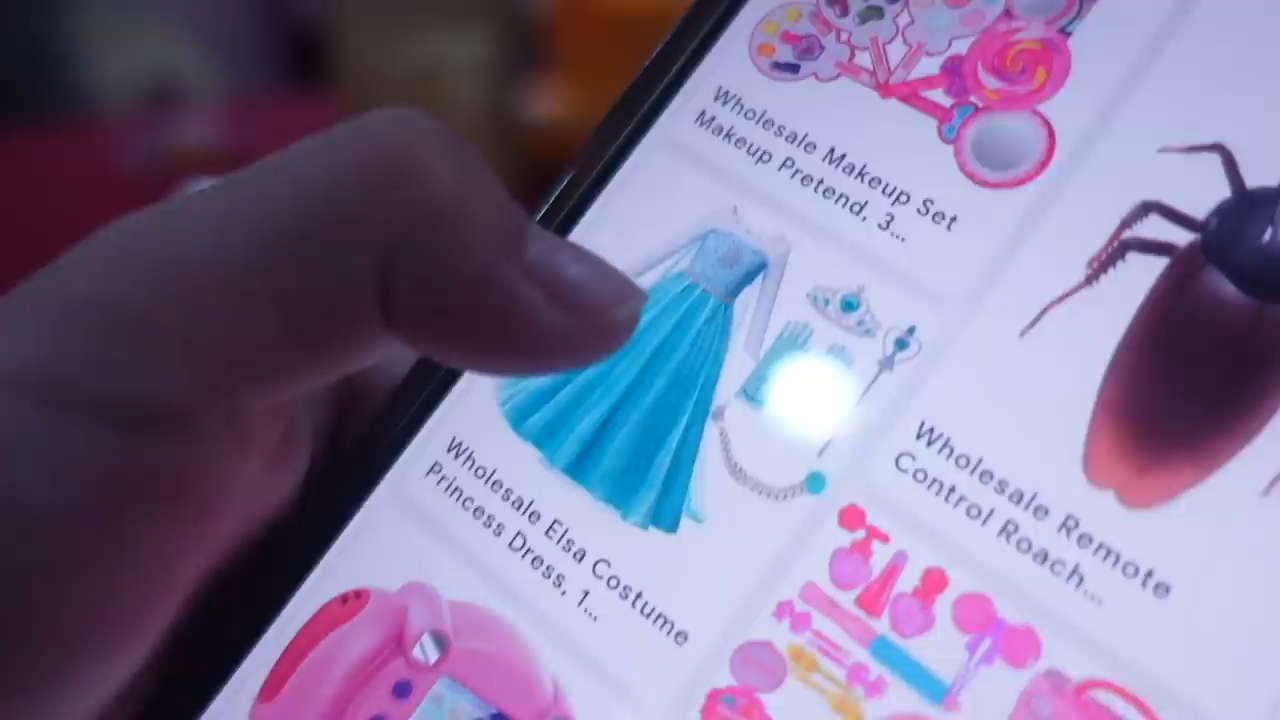 Wholesale Makeup Set
Makeup Pretend, 3...
Wholesale Elsa Costume
Princess Dress, 1...
Wholesale Remote
Control Roach...